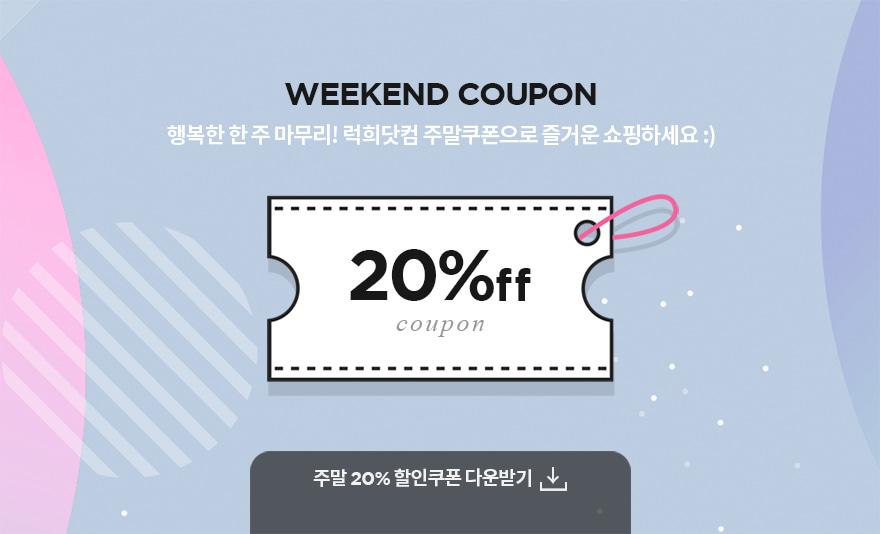 WEEKEND COUPON
행복한 한 주 마무리! 럭희닷컴 주말쿠폰으로 즐거운 쇼핑하세요 :)
20%ff
coupon
주말 20% 할인쿠폰 다운받기